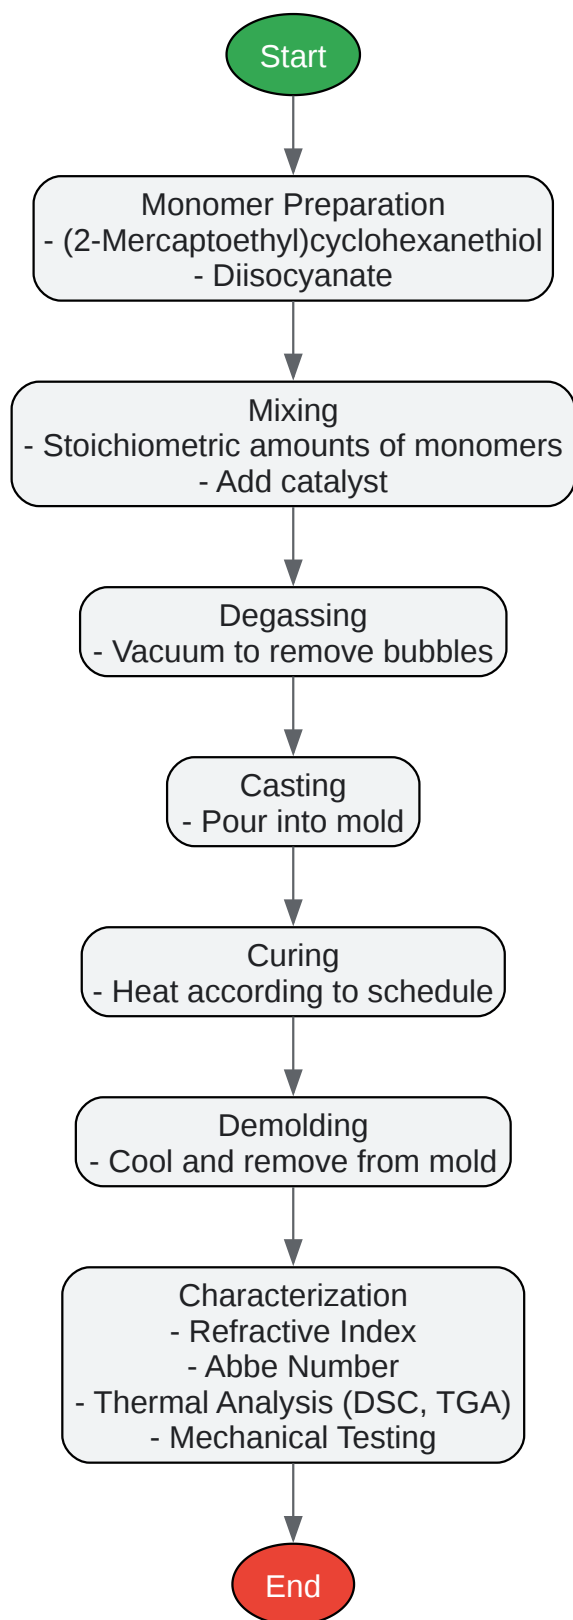 Start
Monomer Preparation
- (2-Mercaptoethyl)cyclohexanethiol
- Diisocyanate
Mixing
- Stoichiometric amounts of monomers
- Add catalyst
Degassing
- Vacuum to remove bubbles
Casting
- Pour into mold
Curing
- Heat according to schedule
Demolding
- Cool and remove from mold
Characterization
- Refractive Index
- Abbe Number
- Thermal Analysis (DSC, TGA)
- Mechanical Testing
End